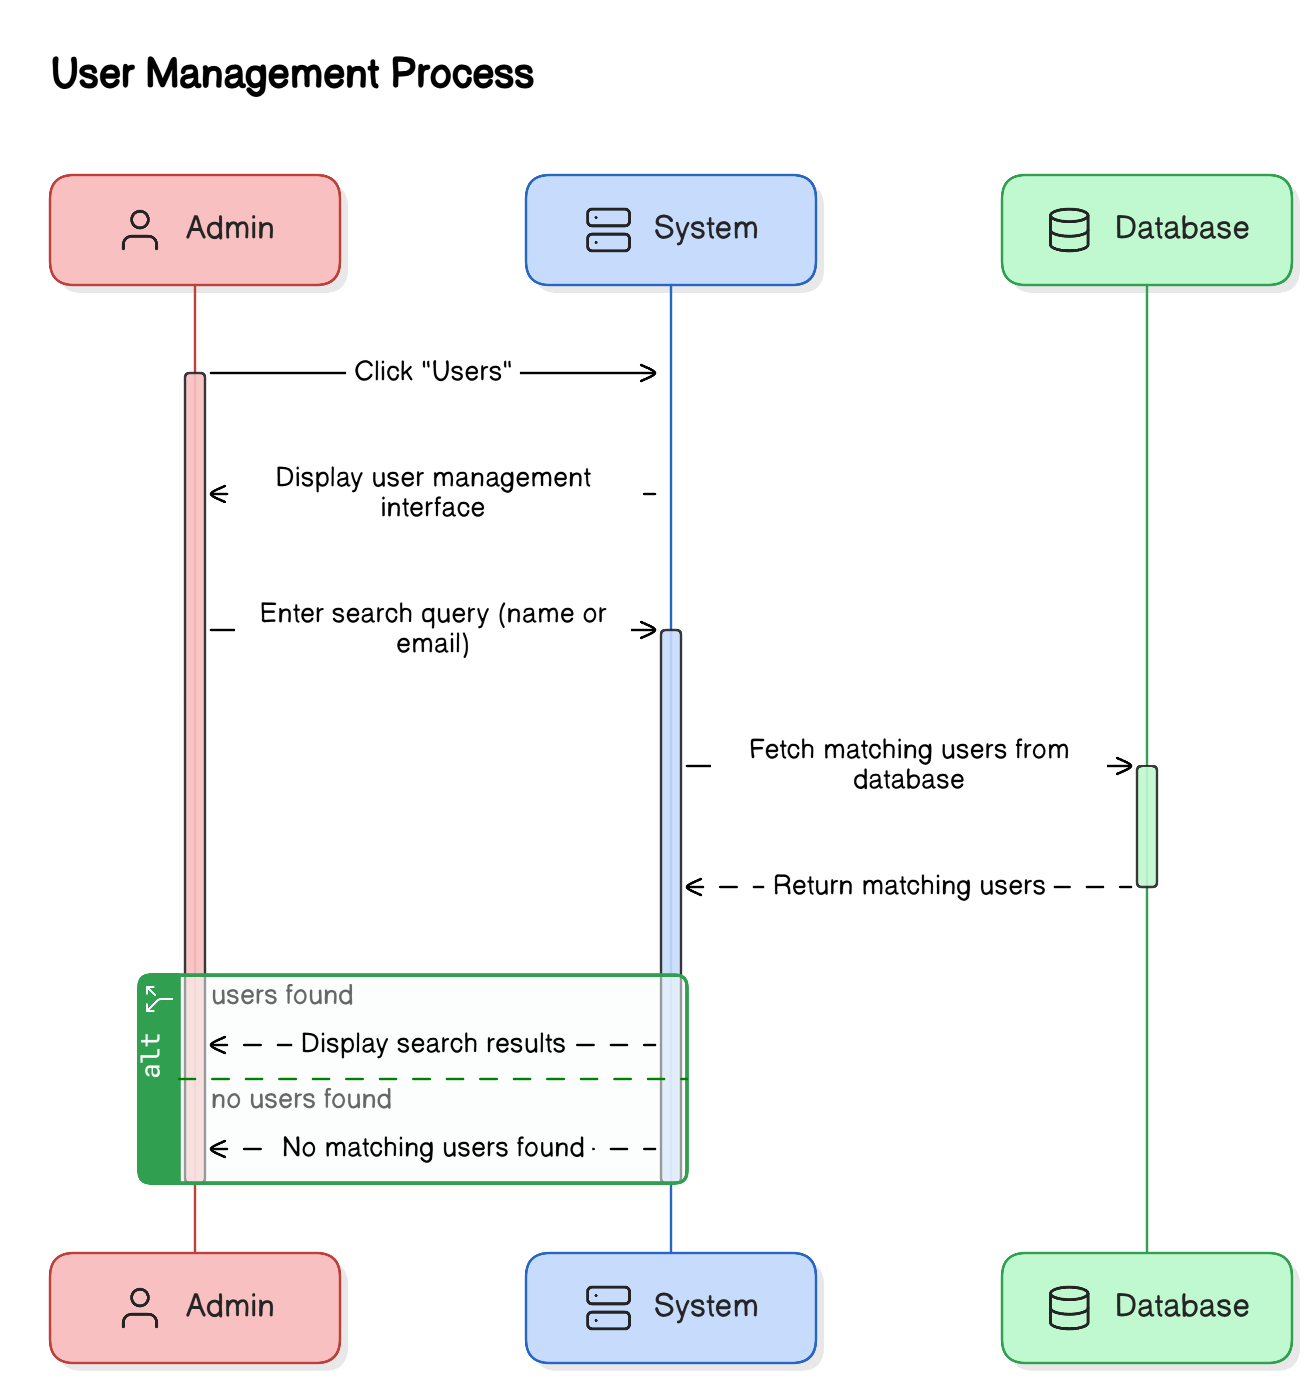 User Management Process
Admin
System
Database
Click "Users"
Display user management
interface
Enter search query (name or
email)
Fetch matching users from
database
Return matching users
alt
users found
Display search results
no users found
No matching users found
Admin
System
Database